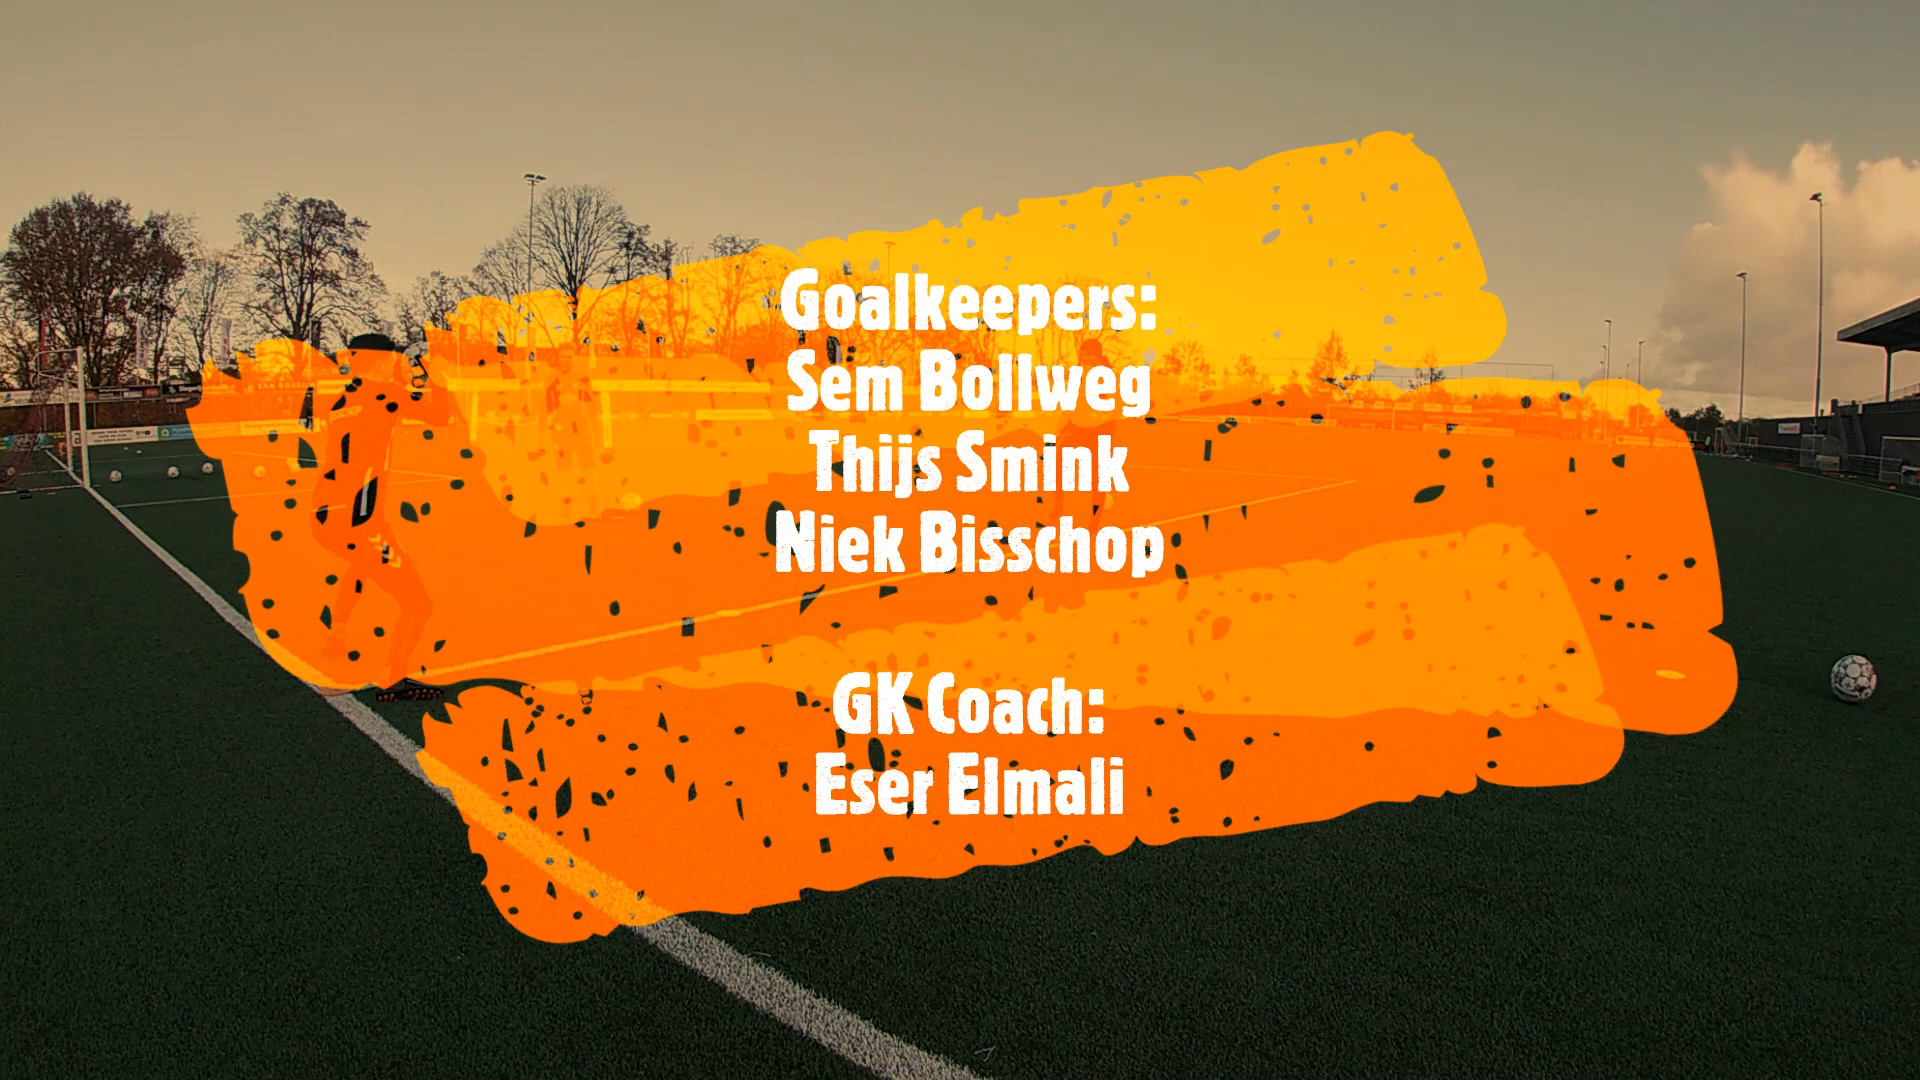 Goalkeepers:
Sem Bollweg
Thijs Smink
Niek Bisschop
GK Coach:
Eser Elmali